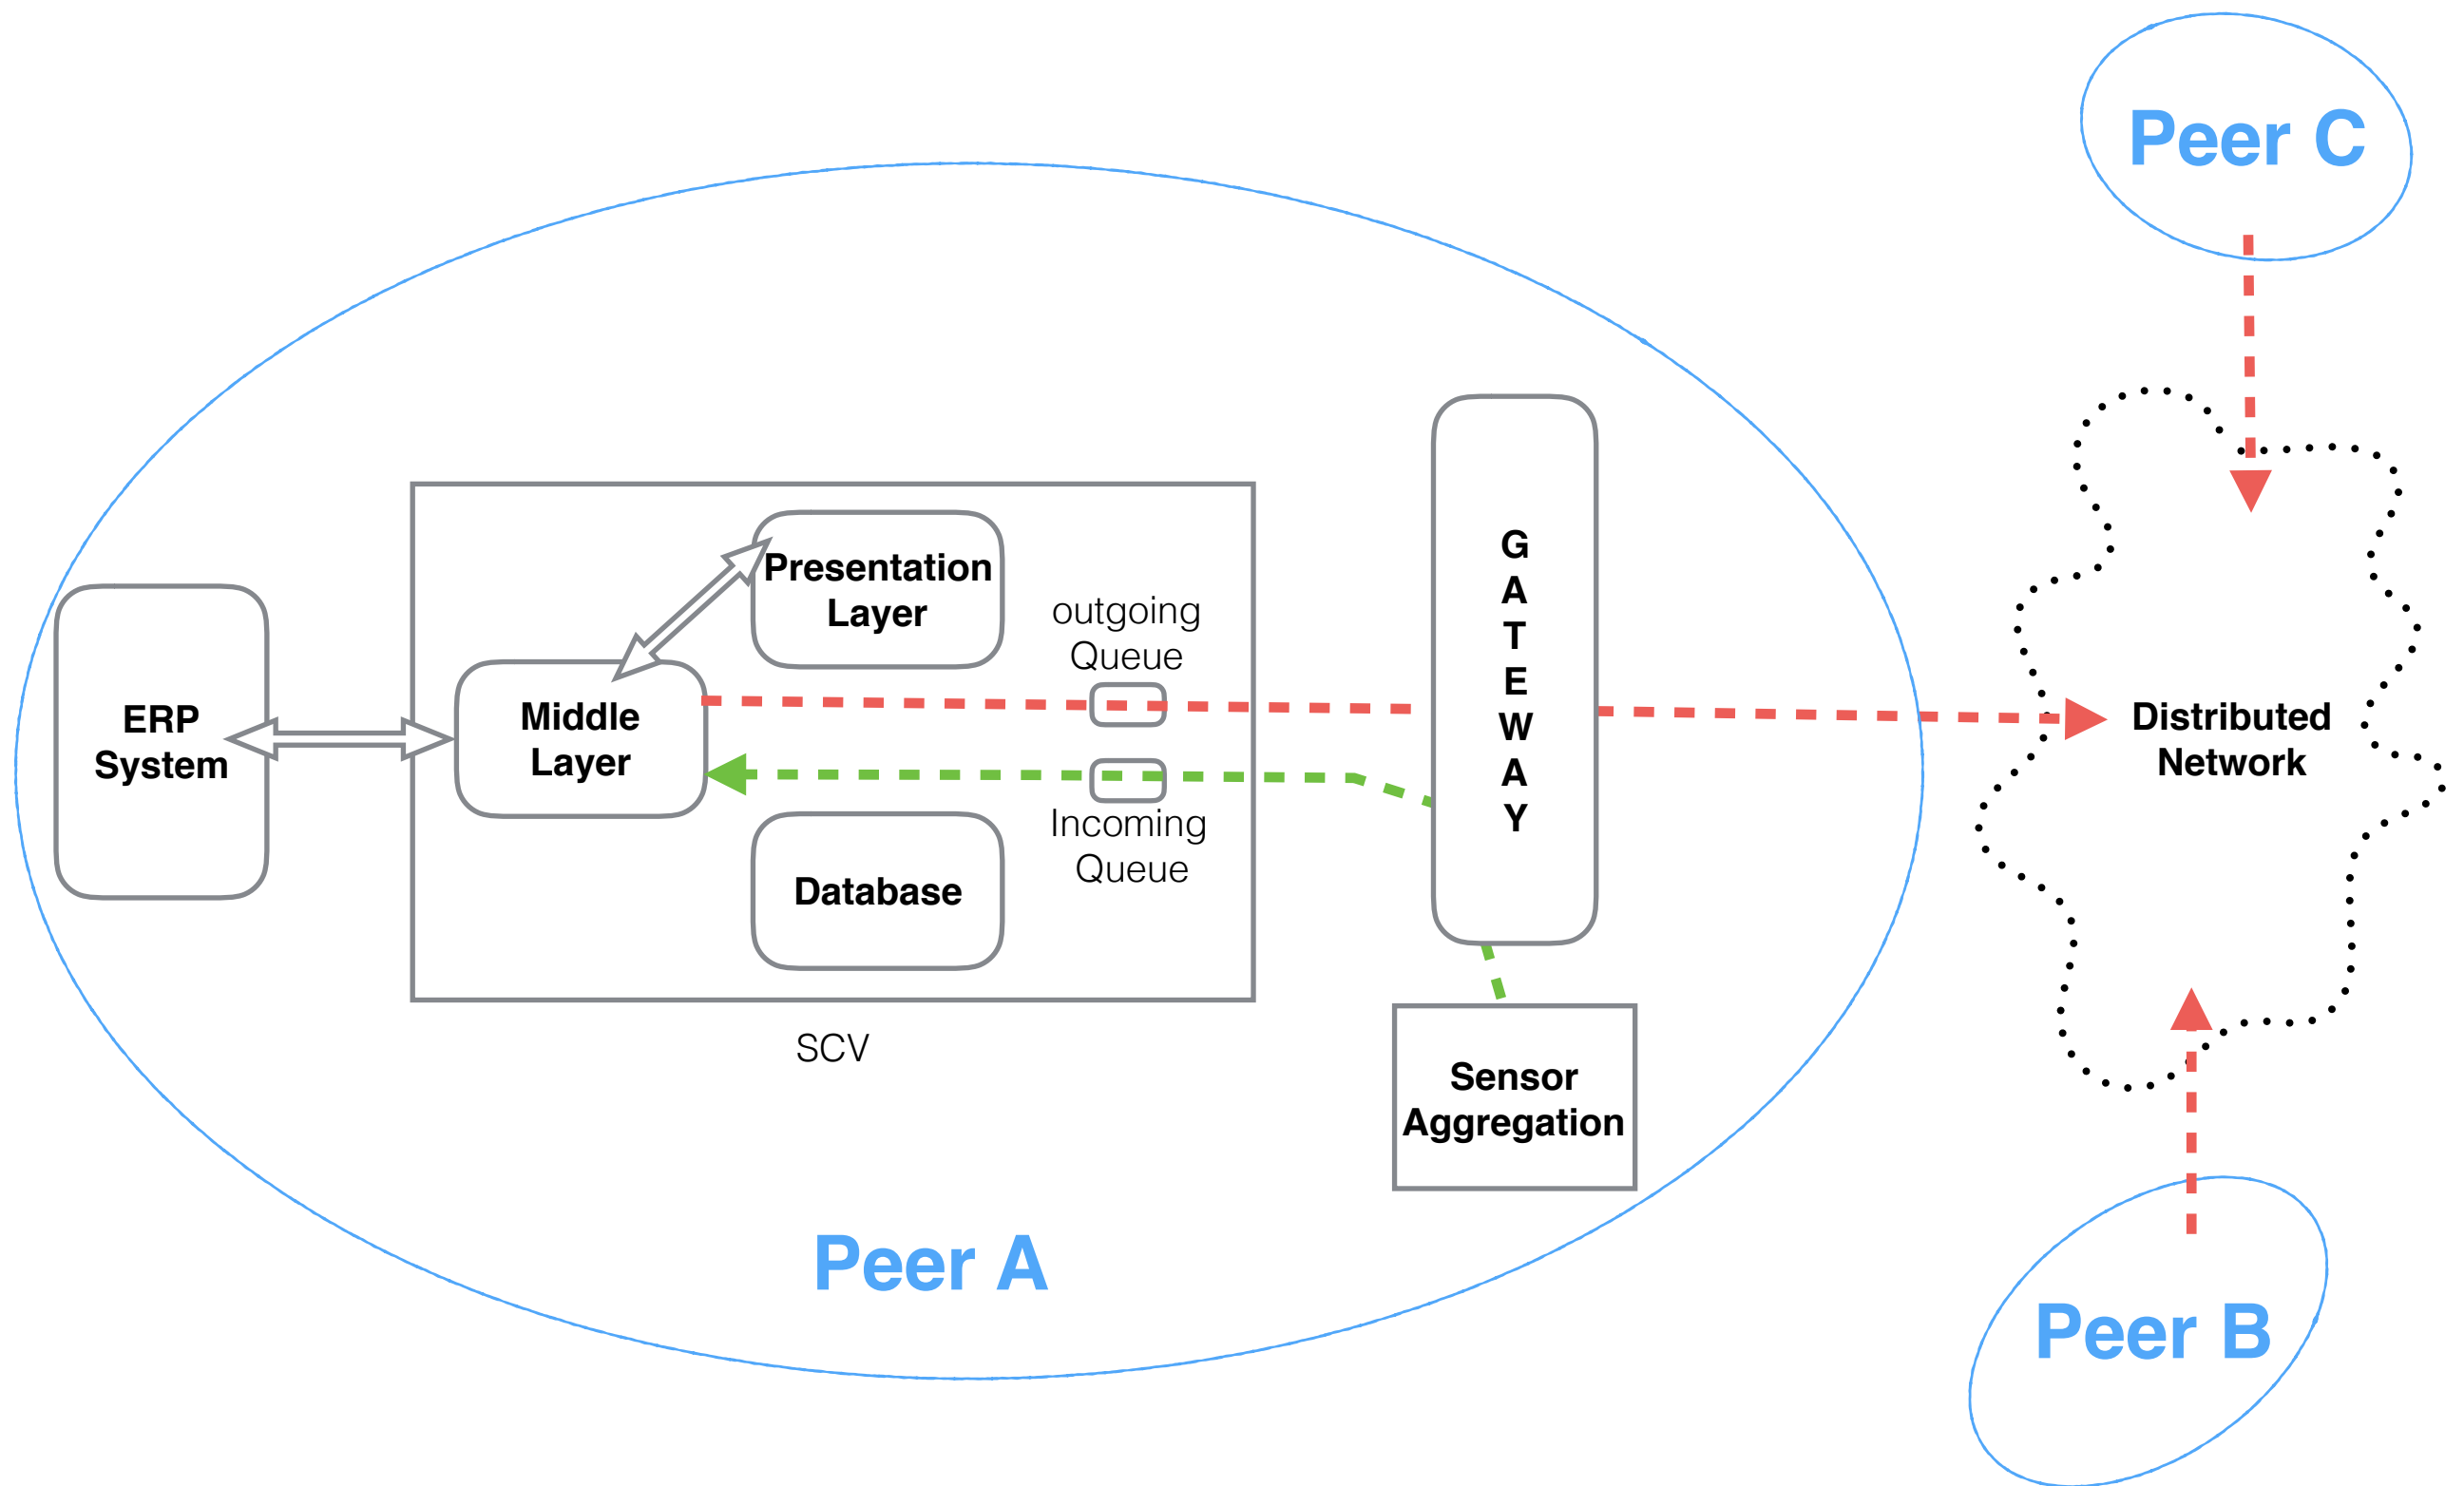 Peer C
Presentation
Layer
outgoing
Queue
ERP
System
Middle
Layer
G
A
T
E
W
A
Y
Distributed
Network
Incoming
Queue
Database
SCV
Sensor
Aggregation
Peer A
Peer B